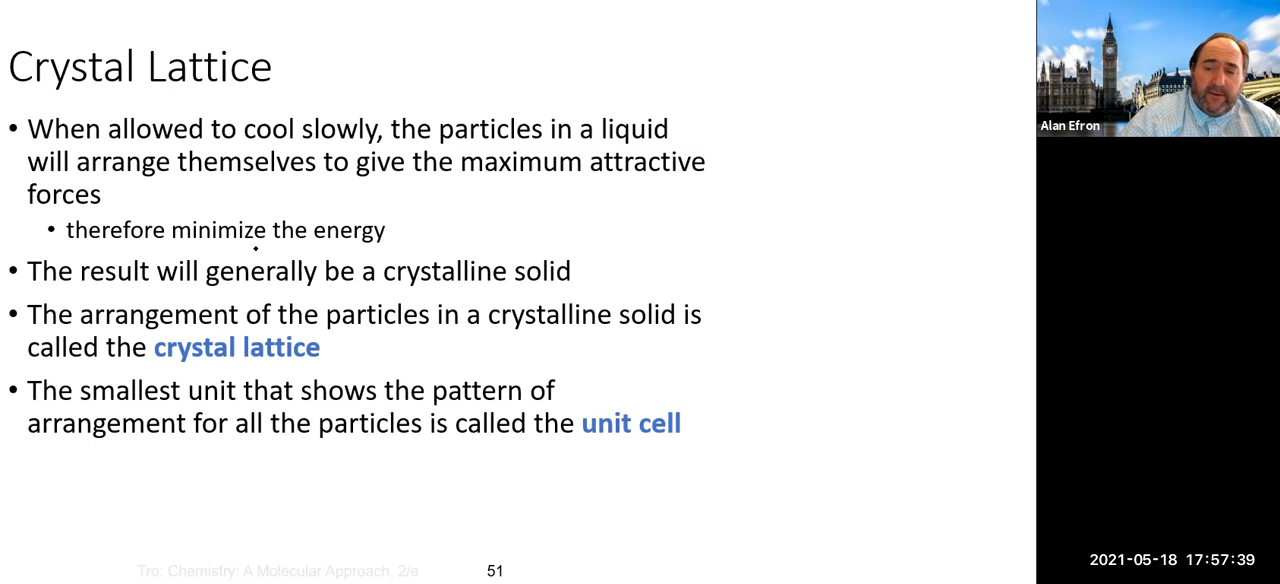 Crystal Lattice
• When allowed to cool slowly, the particles in a liquid
will arrange themselves to give the maximum attractive
forces
• therefore minimize the energy
• The result will generally be a crystalline solid
• The arrangement of the particles in a crystalline solid is
called the crystal lattice
• The smallest unit that shows the pattern of
arrangement for all the particles is called the unit cell
Tro: Chemistry: A Molecular Approach, 2/e
51
Alan Efron
2021-05-18 17:57:39